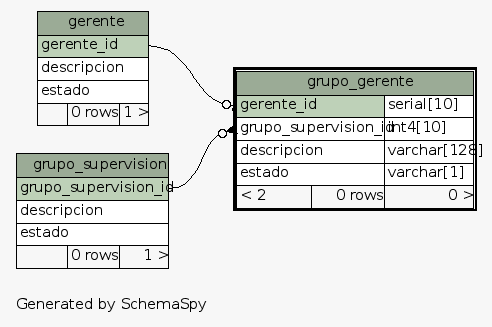 gerente
gerente_id
descripcion
estado
0 rows 1 >
grupo_supervision
grupo_supervision_id
descripcion
estado
0 rows 1 >
grupo_gerente
gerente_id serial[10]
grupo_supervision_id int4[10]
descripcion varchar[128]
estado varchar[1]
< 2 0 rows 0 >
Generated by SchemaSpy